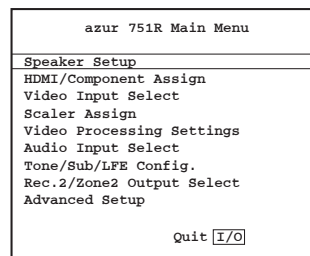 azur 751R Main Menu
Speaker Setup
HDMI/Component Assign
Video Input Select
Scaler Assign
Video Processing Settings
Audio Input Select
Tone/Sub/LFE Config.
Rec.2/Zone2 Output Select
Advanced Setup
Quit I/O